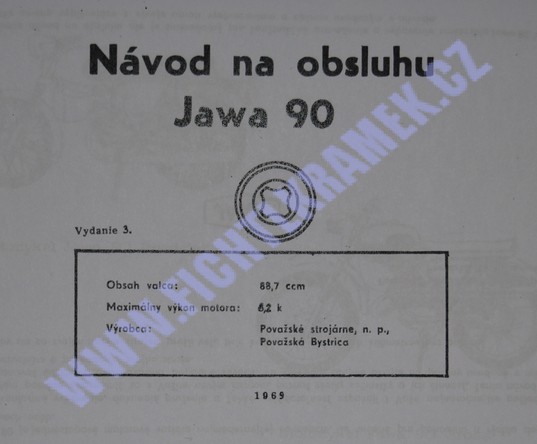 Návod na obsluhu
Jawa 90
Vydanie 3.
Obsah valca: 88,7 ccm
Maximálny výkon motora: 6,2 k
Výrobca: Považské strojárne, n. p.,
Považská Bystrica
1969
WWW.FICHTLKRAMEK.CZ